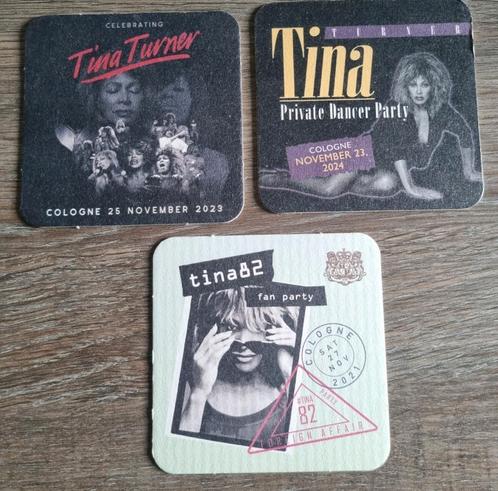 CELEBRATING
Tina Turner
COLOGNE 25 NOVEMBER 2023
TURNER
Tina
Private Dancer Party
COLOGNE
NOVEMBER 23,
2024
tina82
fan party
COLOGNE
SAT
27
NOV
2021
PARTY
#TINA
82
FOREIGN AFFAIR